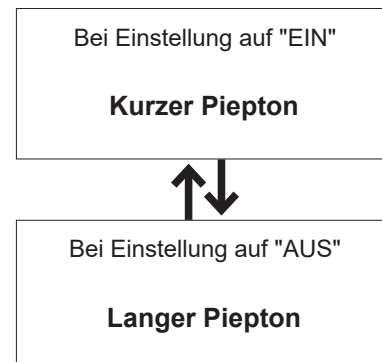 Bei Einstellung auf "EIN"
Kurzer Piepton
Bei Einstellung auf "AUS"
Langer Piepton